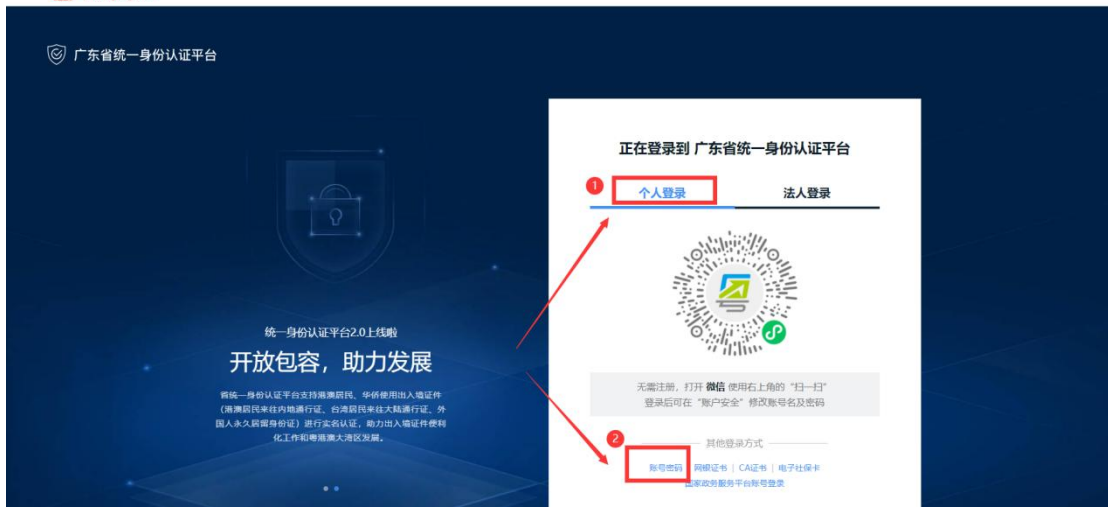 广东省统一身份认证平台
正在登录到 广东省统一身份认证平台
1
个人登录
法人登录
统一身份认证平台2.0上线啦
开放包容，助力发展
省统一身份认证平台支持港澳居民、华侨使用出入境证件
（港澳居民来往内地通行证、台湾居民来往大陆通行证、外
国人永久居留身份证）进行实名认证，助力出入境证件便利
化工作和粤港澳大湾区发展。
无需注册，打开 微信 使用右上角的 “扫一扫”
登录后可在 “账户安全” 修改账号名及密码
2
其他登录方式
账号密码 | 网银证书 | CA证书 | 电子社保卡
国家政务服务平台账号登录